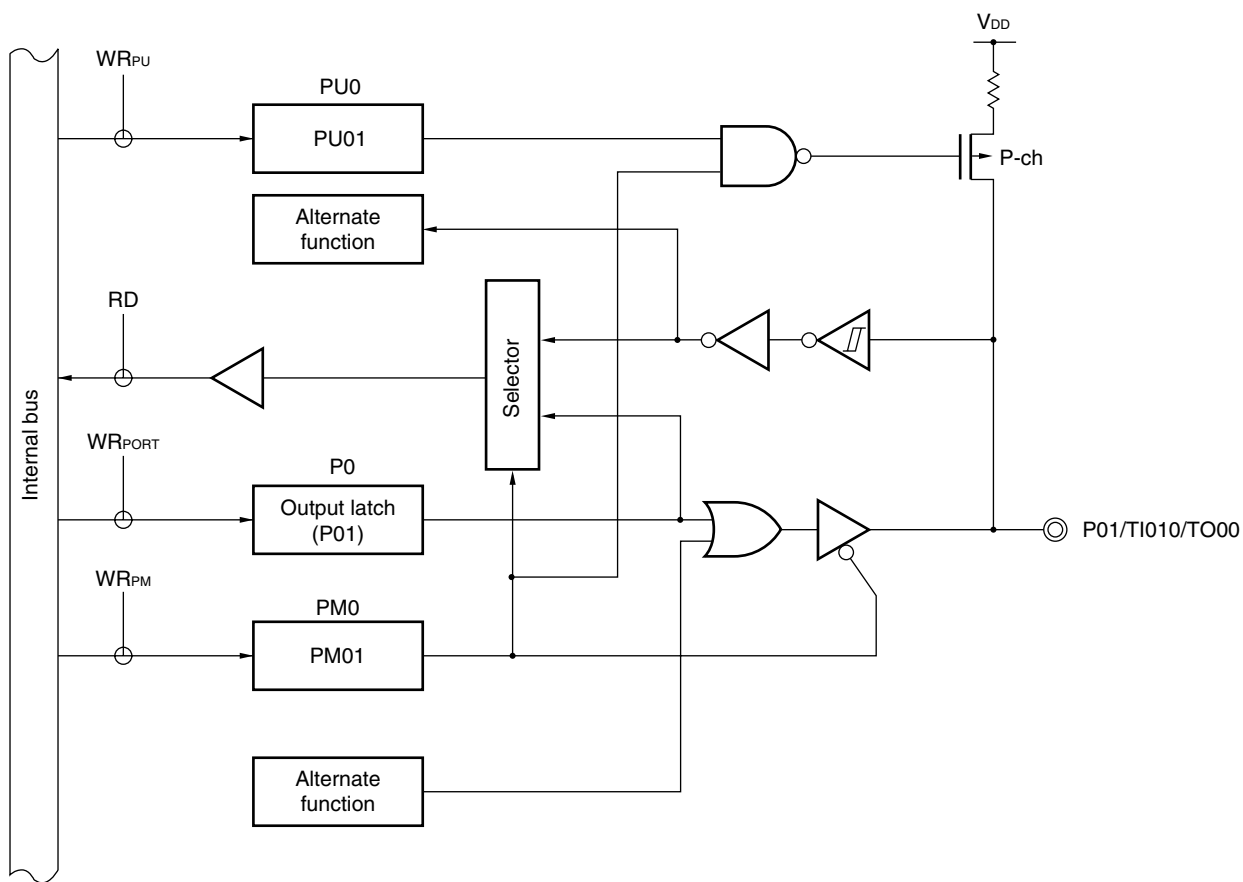 VDD
WRPU
PU0
PU01
P-ch
Alternate
function
RD
Selector
Internal bus
WRPORT
P0
Output latch
(P01)
P01/TI010/TO00
WRPM
PM0
PM01
Alternate
function